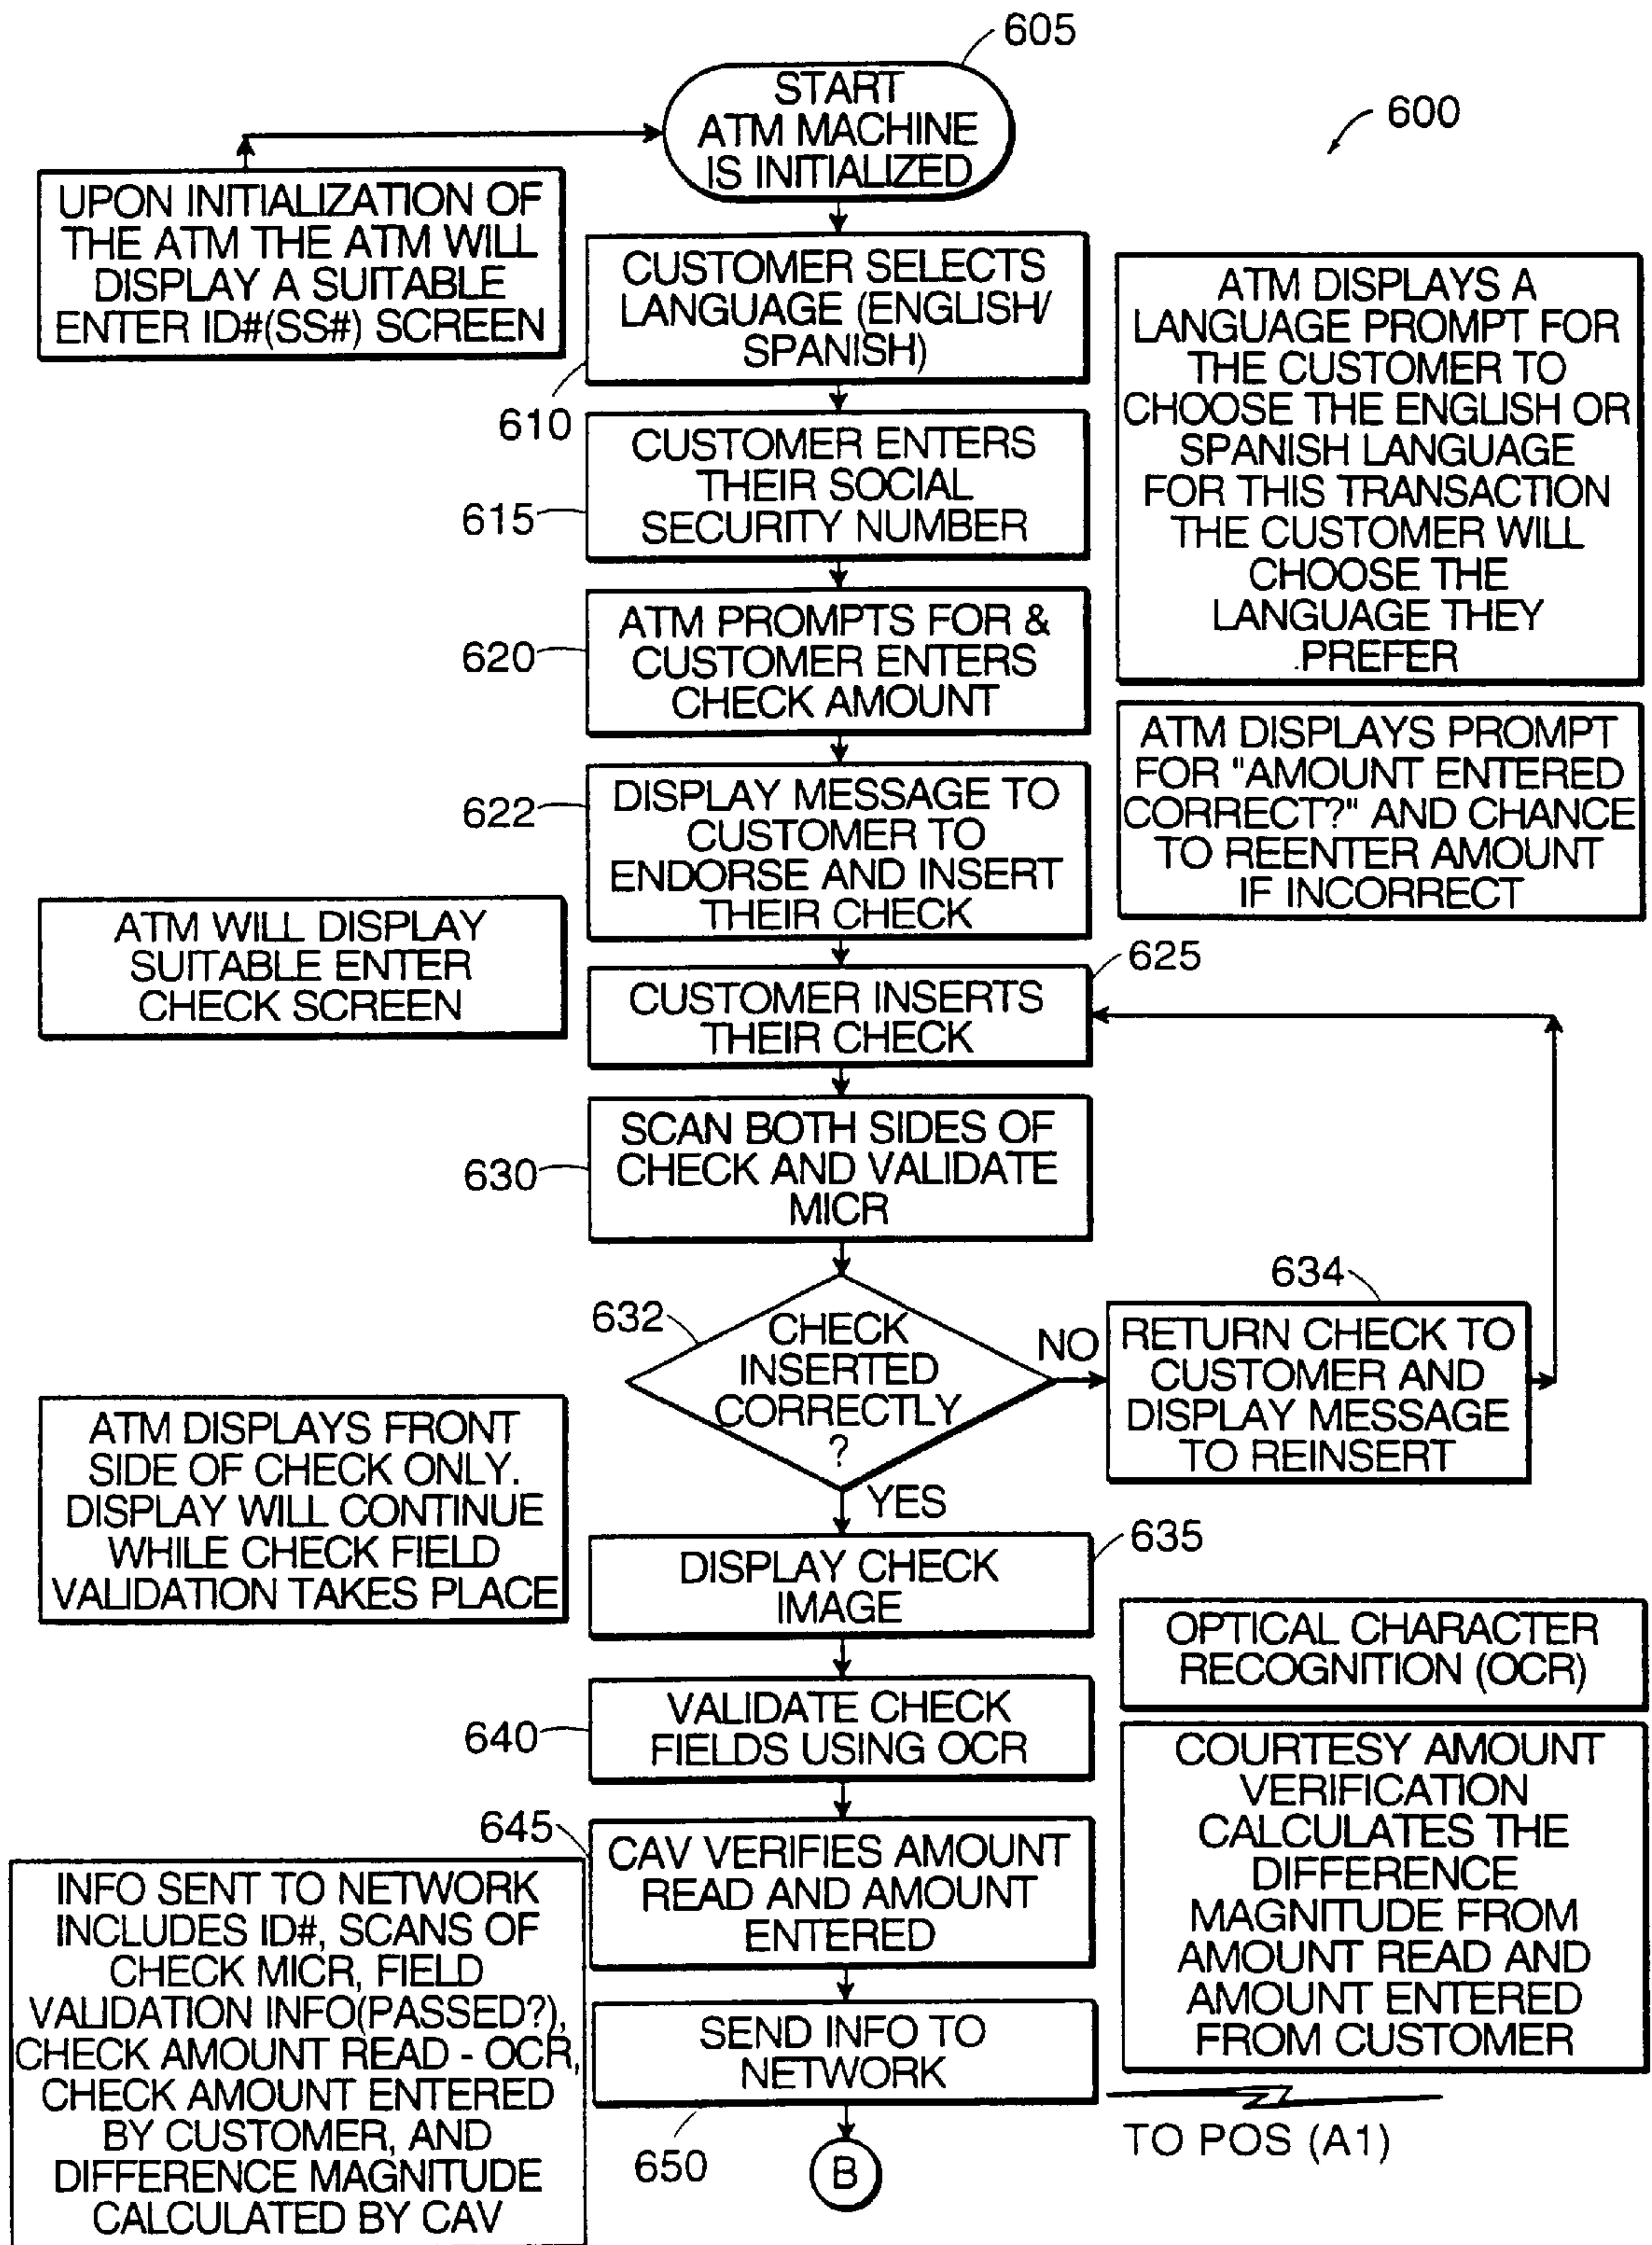 605
START
ATM MACHINE
IS INITIALIZED
600
UPON INITIALIZATION OF
THE ATM THE ATM WILL
DISPLAY A SUITABLE
ENTER ID#(SS#) SCREEN
CUSTOMER SELECTS
LANGUAGE (ENGLISH/
SPANISH)
610
ATM DISPLAYS A
LANGUAGE PROMPT FOR
THE CUSTOMER TO
CHOOSE THE ENGLISH OR
SPANISH LANGUAGE
FOR THIS TRANSACTION
THE CUSTOMER WILL
CHOOSE THE
LANGUAGE THEY
PREFER
CUSTOMER ENTERS
THEIR SOCIAL
SECURITY NUMBER
615
ATM PROMPTS FOR &
CUSTOMER ENTERS
CHECK AMOUNT
620
ATM DISPLAYS PROMPT
FOR "AMOUNT ENTERED
CORRECT?" AND CHANCE
TO REENTER AMOUNT
IF INCORRECT
622
DISPLAY MESSAGE TO
CUSTOMER TO
ENDORSE AND INSERT
THEIR CHECK
ATM WILL DISPLAY
SUITABLE ENTER
CHECK SCREEN
625
CUSTOMER INSERTS
THEIR CHECK
630
SCAN BOTH SIDES OF
CHECK AND VALIDATE
MICR
632
CHECK
INSERTED
CORRECTLY
?
NO
634
RETURN CHECK TO
CUSTOMER AND
DISPLAY MESSAGE
TO REINSERT
YES
ATM DISPLAYS FRONT
SIDE OF CHECK ONLY.
DISPLAY WILL CONTINUE
WHILE CHECK FIELD
VALIDATION TAKES PLACE
635
DISPLAY CHECK
IMAGE
OPTICAL CHARACTER
RECOGNITION (OCR)
640
VALIDATE CHECK
FIELDS USING OCR
COURTESY AMOUNT
VERIFICATION
CALCULATES THE
DIFFERENCE
MAGNITUDE FROM
AMOUNT READ AND
AMOUNT ENTERED
FROM CUSTOMER
645
CAV VERIFIES AMOUNT
READ AND AMOUNT
ENTERED
INFO SENT TO NETWORK
INCLUDES ID#, SCANS OF
CHECK MICR, FIELD
VALIDATION INFO(PASSED?),
CHECK AMOUNT READ - OCR,
CHECK AMOUNT ENTERED
BY CUSTOMER, AND
DIFFERENCE MAGNITUDE
CALCULATED BY CAV
SEND INFO TO
NETWORK
650
TO POS (A1)
B